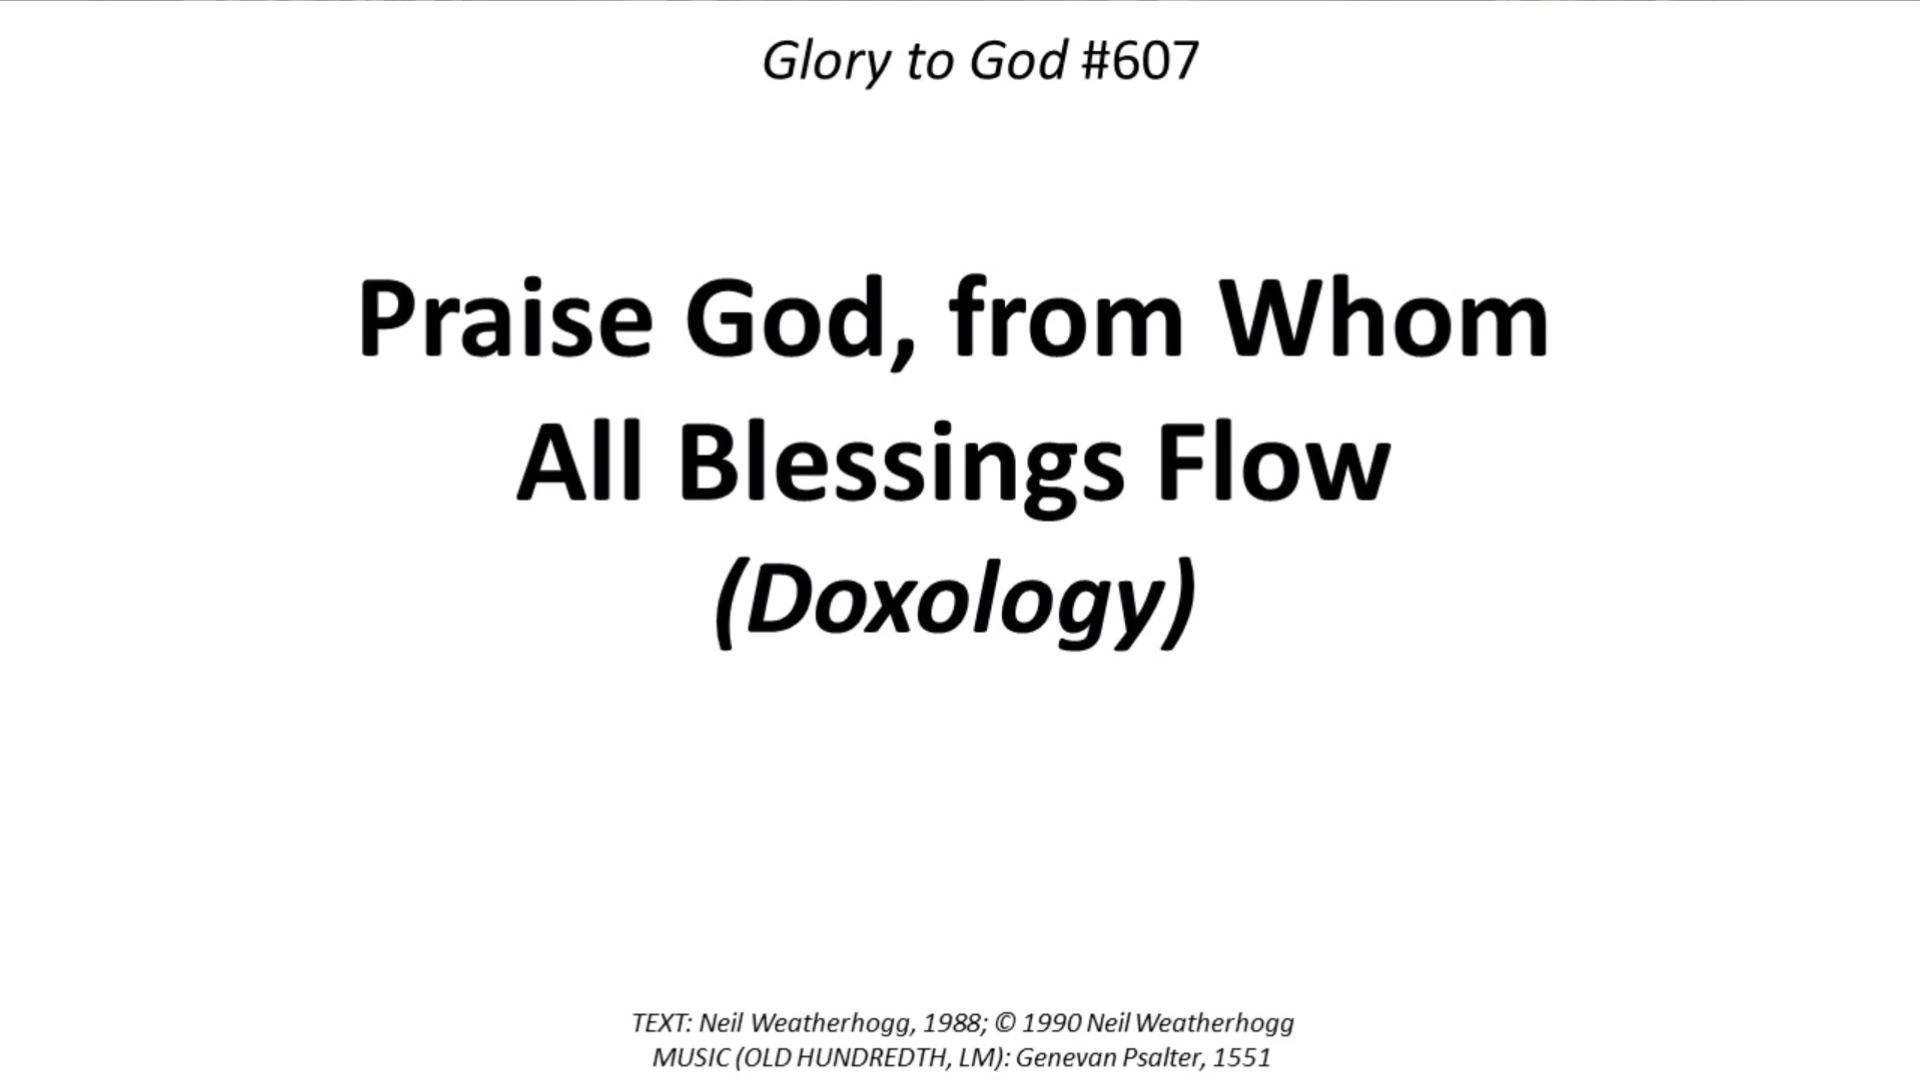 Glory to God #607
Praise God, from Whom
All Blessings Flow
(Doxology)
TEXT: Neil Weatherhogg, 1988; © 1990 Neil Weatherhogg
MUSIC (OLD HUNDREDTH, LM): Genevan Psalter, 1551